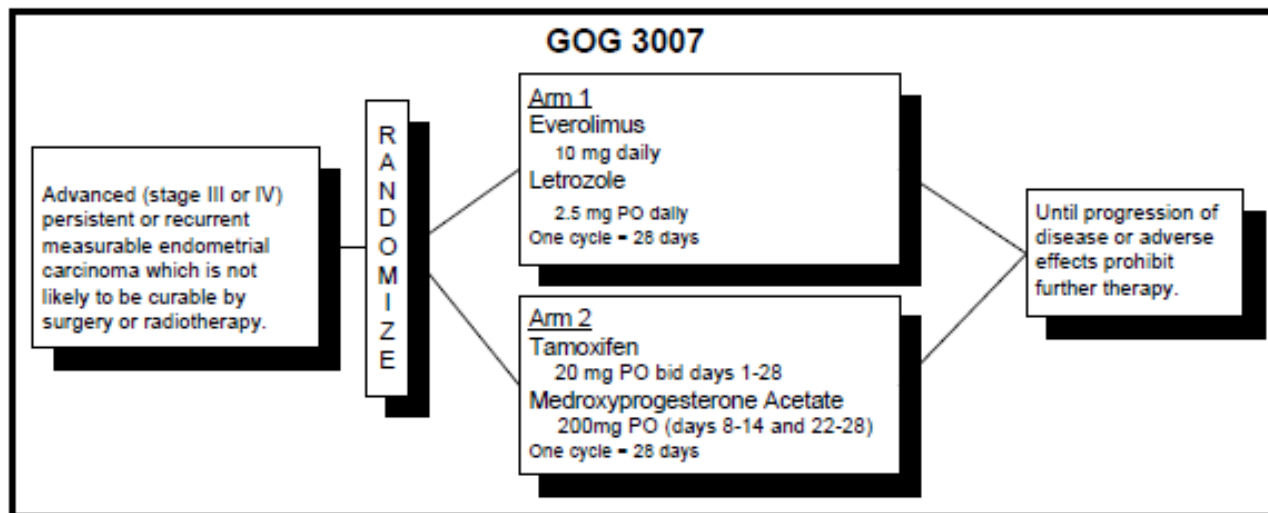 GOG 3007
Advanced (stage III or IV)
persistent or recurrent
measurable endometrial
carcinoma which is not
likely to be curable by
surgery or radiotherapy.
R
A
N
D
O
M
I
Z
E
Arm 1
Everolimus
10 mg daily
Letrozole
2.5 mg PO daily
One cycle = 28 days
Arm 2
Tamoxifen
20 mg PO bid days 1-28
Medroxyprogesterone Acetate
200mg PO (days 8-14 and 22-28)
One cycle = 28 days
Until progression of
disease or adverse
effects prohibit
further therapy.